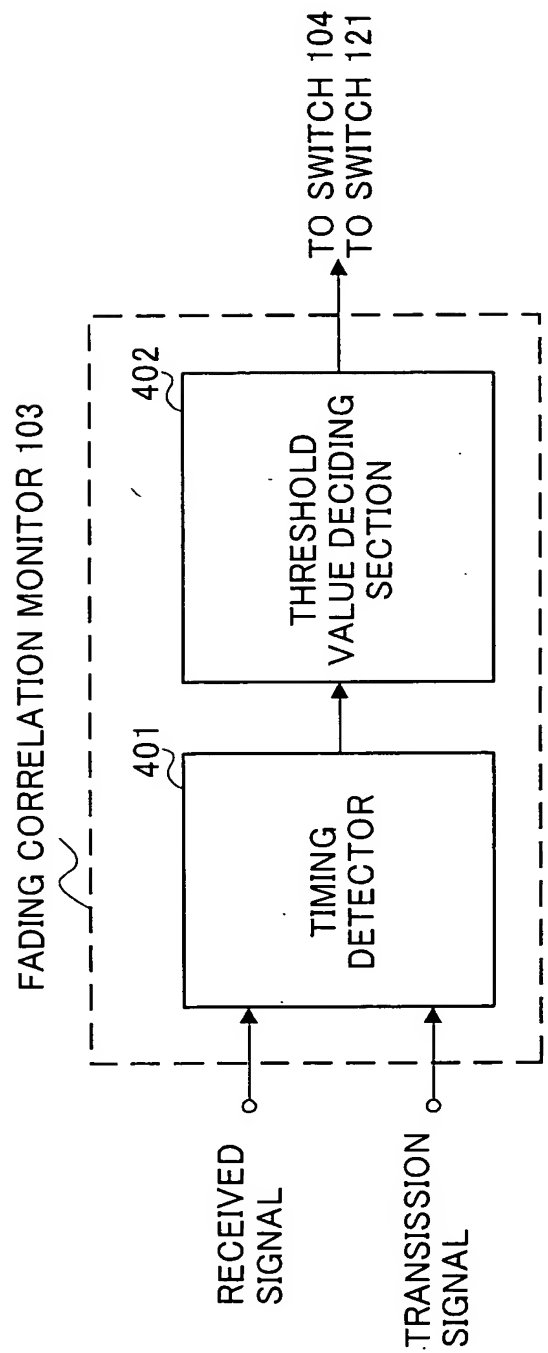 FADING CORRELATION MONITOR 103
RECEIVED
SIGNAL
TRANSISSION
SIGNAL
401
TIMING
DETECTOR
402
THRESHOLD
VALUE DECIDING
SECTION
TO SWITCH 104
TO SWITCH 121